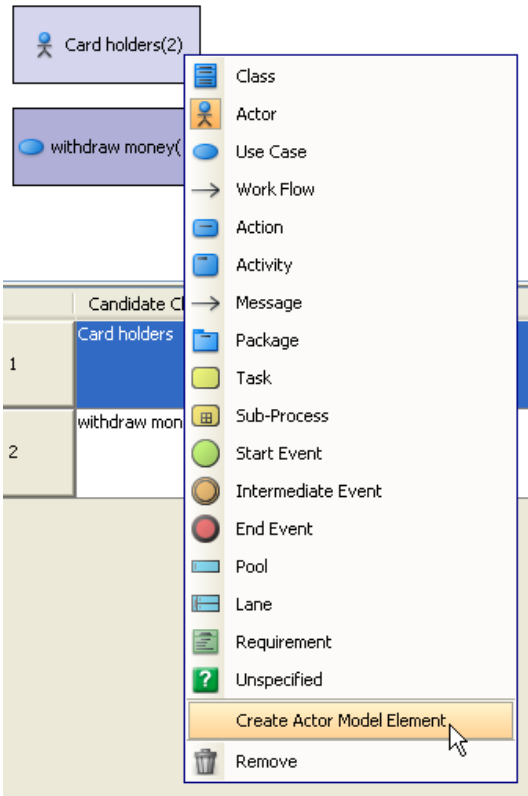 Card holders(2)
withdraw money(
Class
Actor
Use Case
Work Flow
Action
Activity
Message
Package
Task
Sub-Process
Start Event
Intermediate Event
End Event
Pool
Lane
Requirement
? Unspecified
Create Actor Model Element
Remove
Candidate Cl
1 Card holders
2 withdraw mon